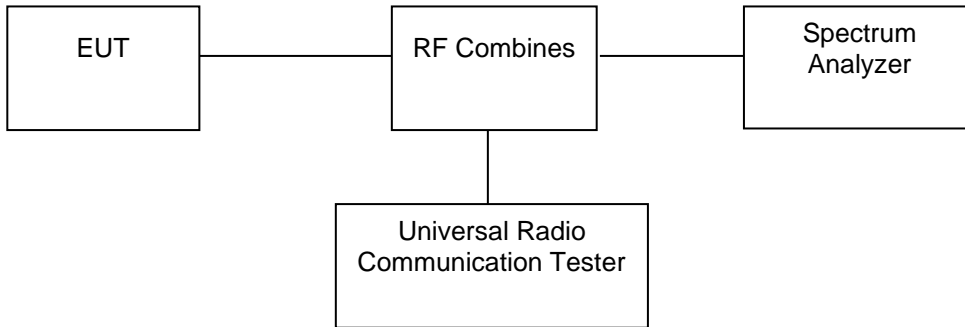 EUT
RF Combines
Spectrum
Analyzer
Universal Radio
Communication Tester